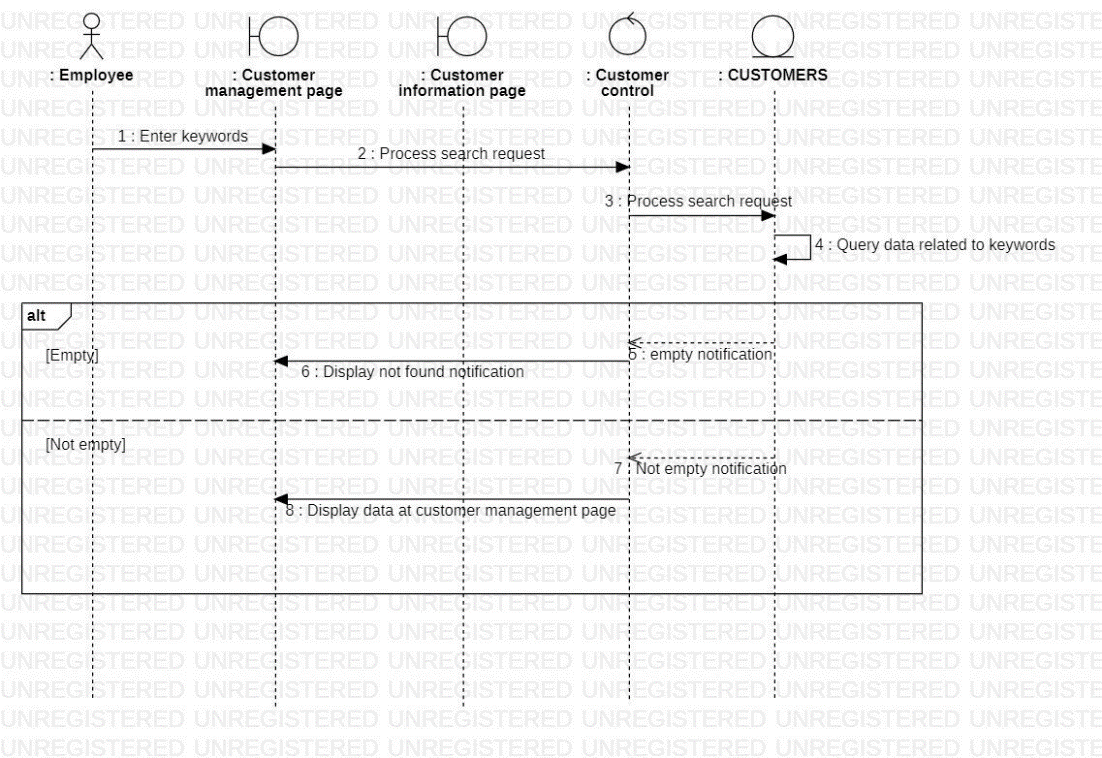 : Employee
: Customer
management page
: Customer
information page
: Customer
control
: CUSTOMERS
1 : Enter keywords
2 : Process search request
3 : Process search request
4 : Query data related to keywords
alt
[Empty]
5 : empty notification
6 : Display not found notification
[Not empty]
7 : Not empty notification
8 : Display data at customer management page
UNREGISTERED